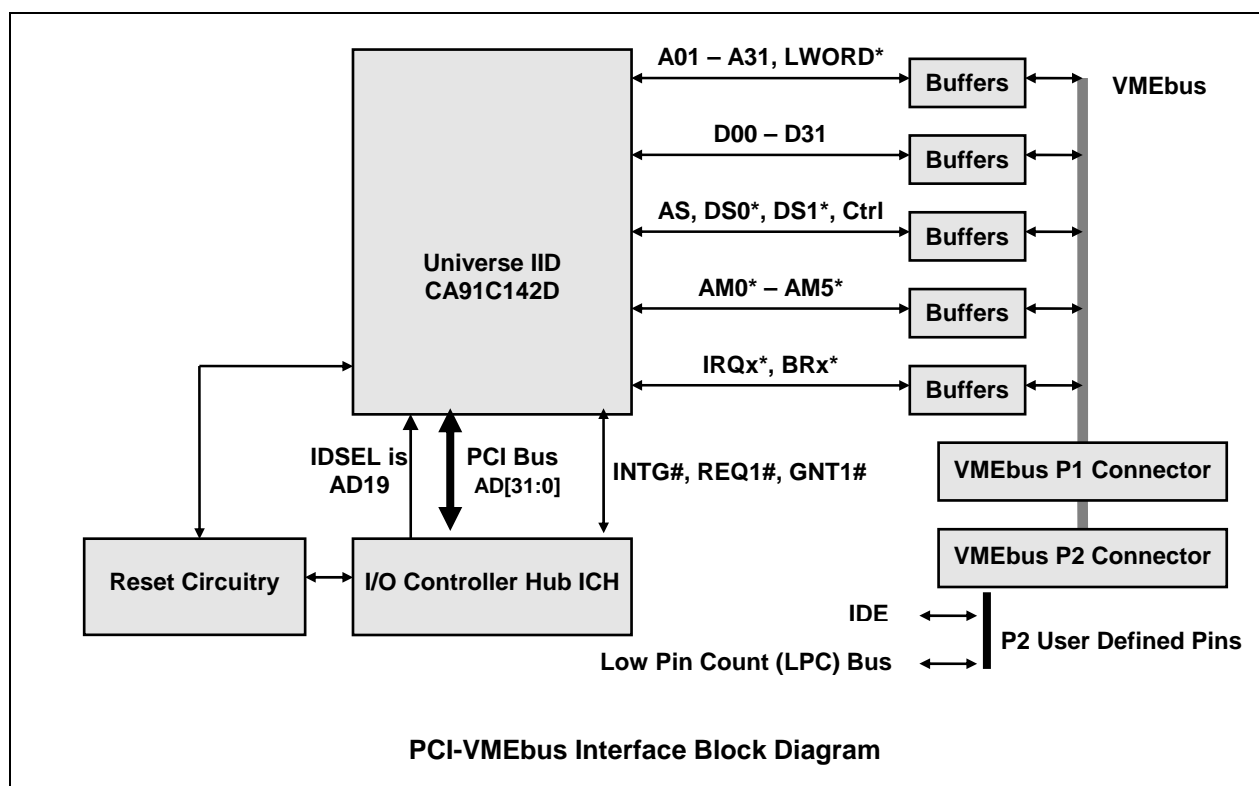 A01 – A31, LWORD*
Buffers
VMEbus
D00 – D31
Buffers
AS, DS0*, DS1*, Ctrl
Buffers
Universe IID
CA91C142D
AM0* – AM5*
Buffers
IRQx*, BRx*
Buffers
IDSEL is
AD19
PCI Bus
AD[31:0]
INTG#, REQ1#, GNT1#
VMEbus P1 Connector
VMEbus P2 Connector
Reset Circuitry
I/O Controller Hub ICH
IDE
P2 User Defined Pins
Low Pin Count (LPC) Bus
PCI-VMEbus Interface Block Diagram